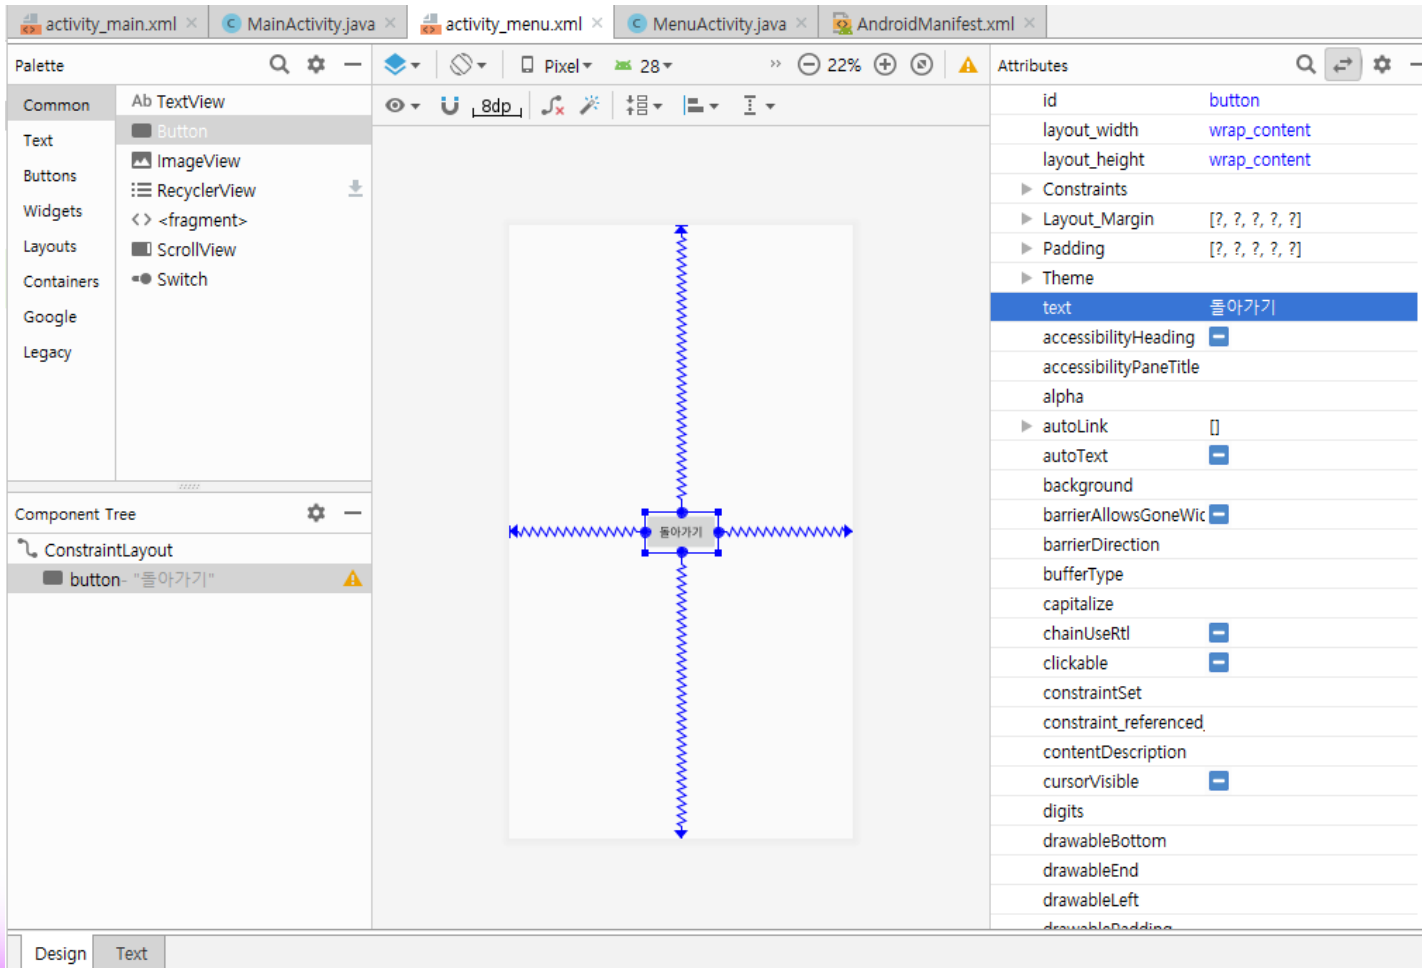 activity_main.xml
MainActivity.java
activity_menu.xml
MenuActivity.java
AndroidManifest.xml
Palette
Common
Text
Buttons
Widgets
Layouts
Containers
Google
Legacy
Ab TextView
Button
ImageView
RecyclerView
<fragment>
ScrollView
Switch
Component Tree
ConstraintLayout
button- "돌아가기"
Pixel
28
» 22%
8dp
돌아가기
Attributes
id button
layout_width wrap_content
layout_height wrap_content
Constraints
Layout_Margin [?, ?, ?, ?, ?]
Padding [?, ?, ?, ?, ?]
Theme
text 돌아가기
accessibilityHeading
accessibilityPaneTitle
alpha
autoLink []
autoText
background
barrierAllowsGoneWid
barrierDirection
bufferType
capitalize
chainUseRtl
clickable
constraintSet
constraint_referenced_
contentDescription
cursorVisible
digits
drawableBottom
drawableEnd
drawableLeft
drawablePadding
Design
Text